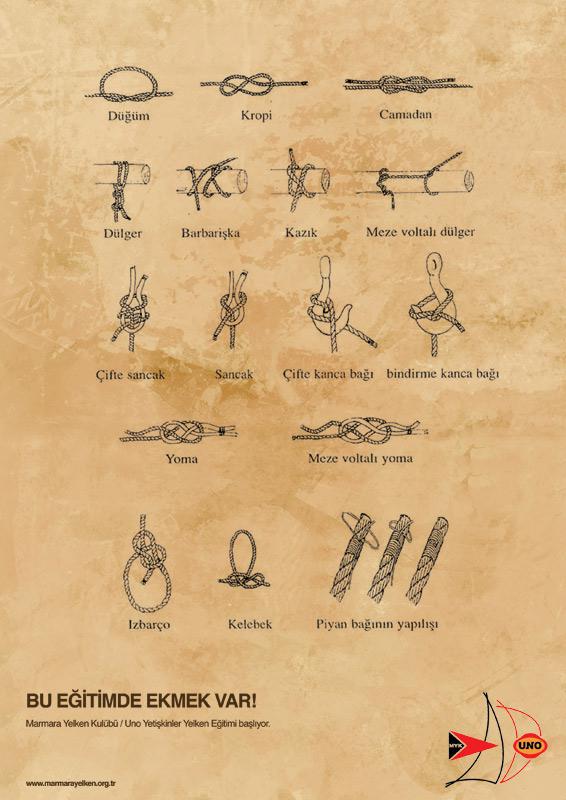 Düğüm Kropi Camadan
Dülger Barbarişka Kazık Meze voltalı dülger
Çifte sancak Sancak Çifte kanca bağı bindirme kanca bağı
Yoma Meze voltalı yoma
Izbarço Kelebek Piyan bağının yapılışı
BU EĞİTİMDE EKMEK VAR!
Marmara Yelken Kulübü / Uno Yetişkinler Yelken Eğitimi başlıyor.
MYK UNO
www.marmarayelken.org.tr